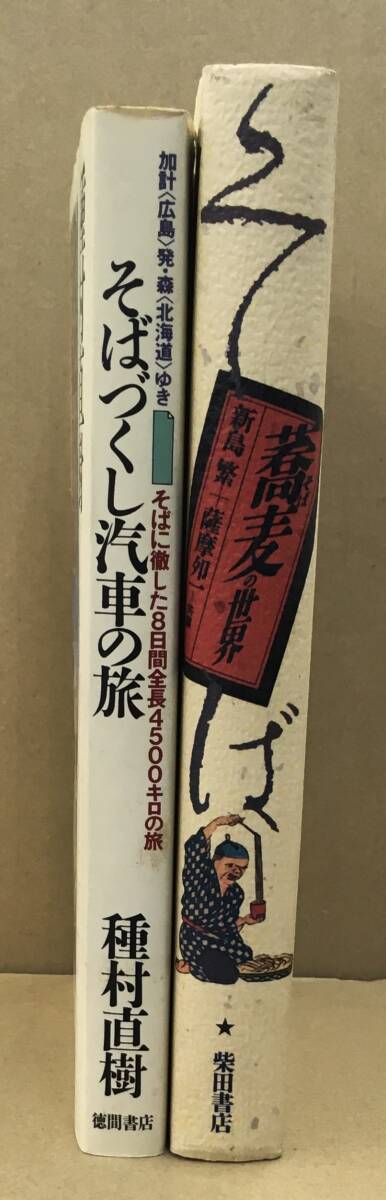 加計〈広島〉発・森〈北海道〉ゆき
そばに徹した8日間全長4500キロの旅
そばづくし汽車の旅
種村直樹
徳間書店
そば
蕎麦の世界
そば
新島繁
薩摩夘一
★
柴田書店